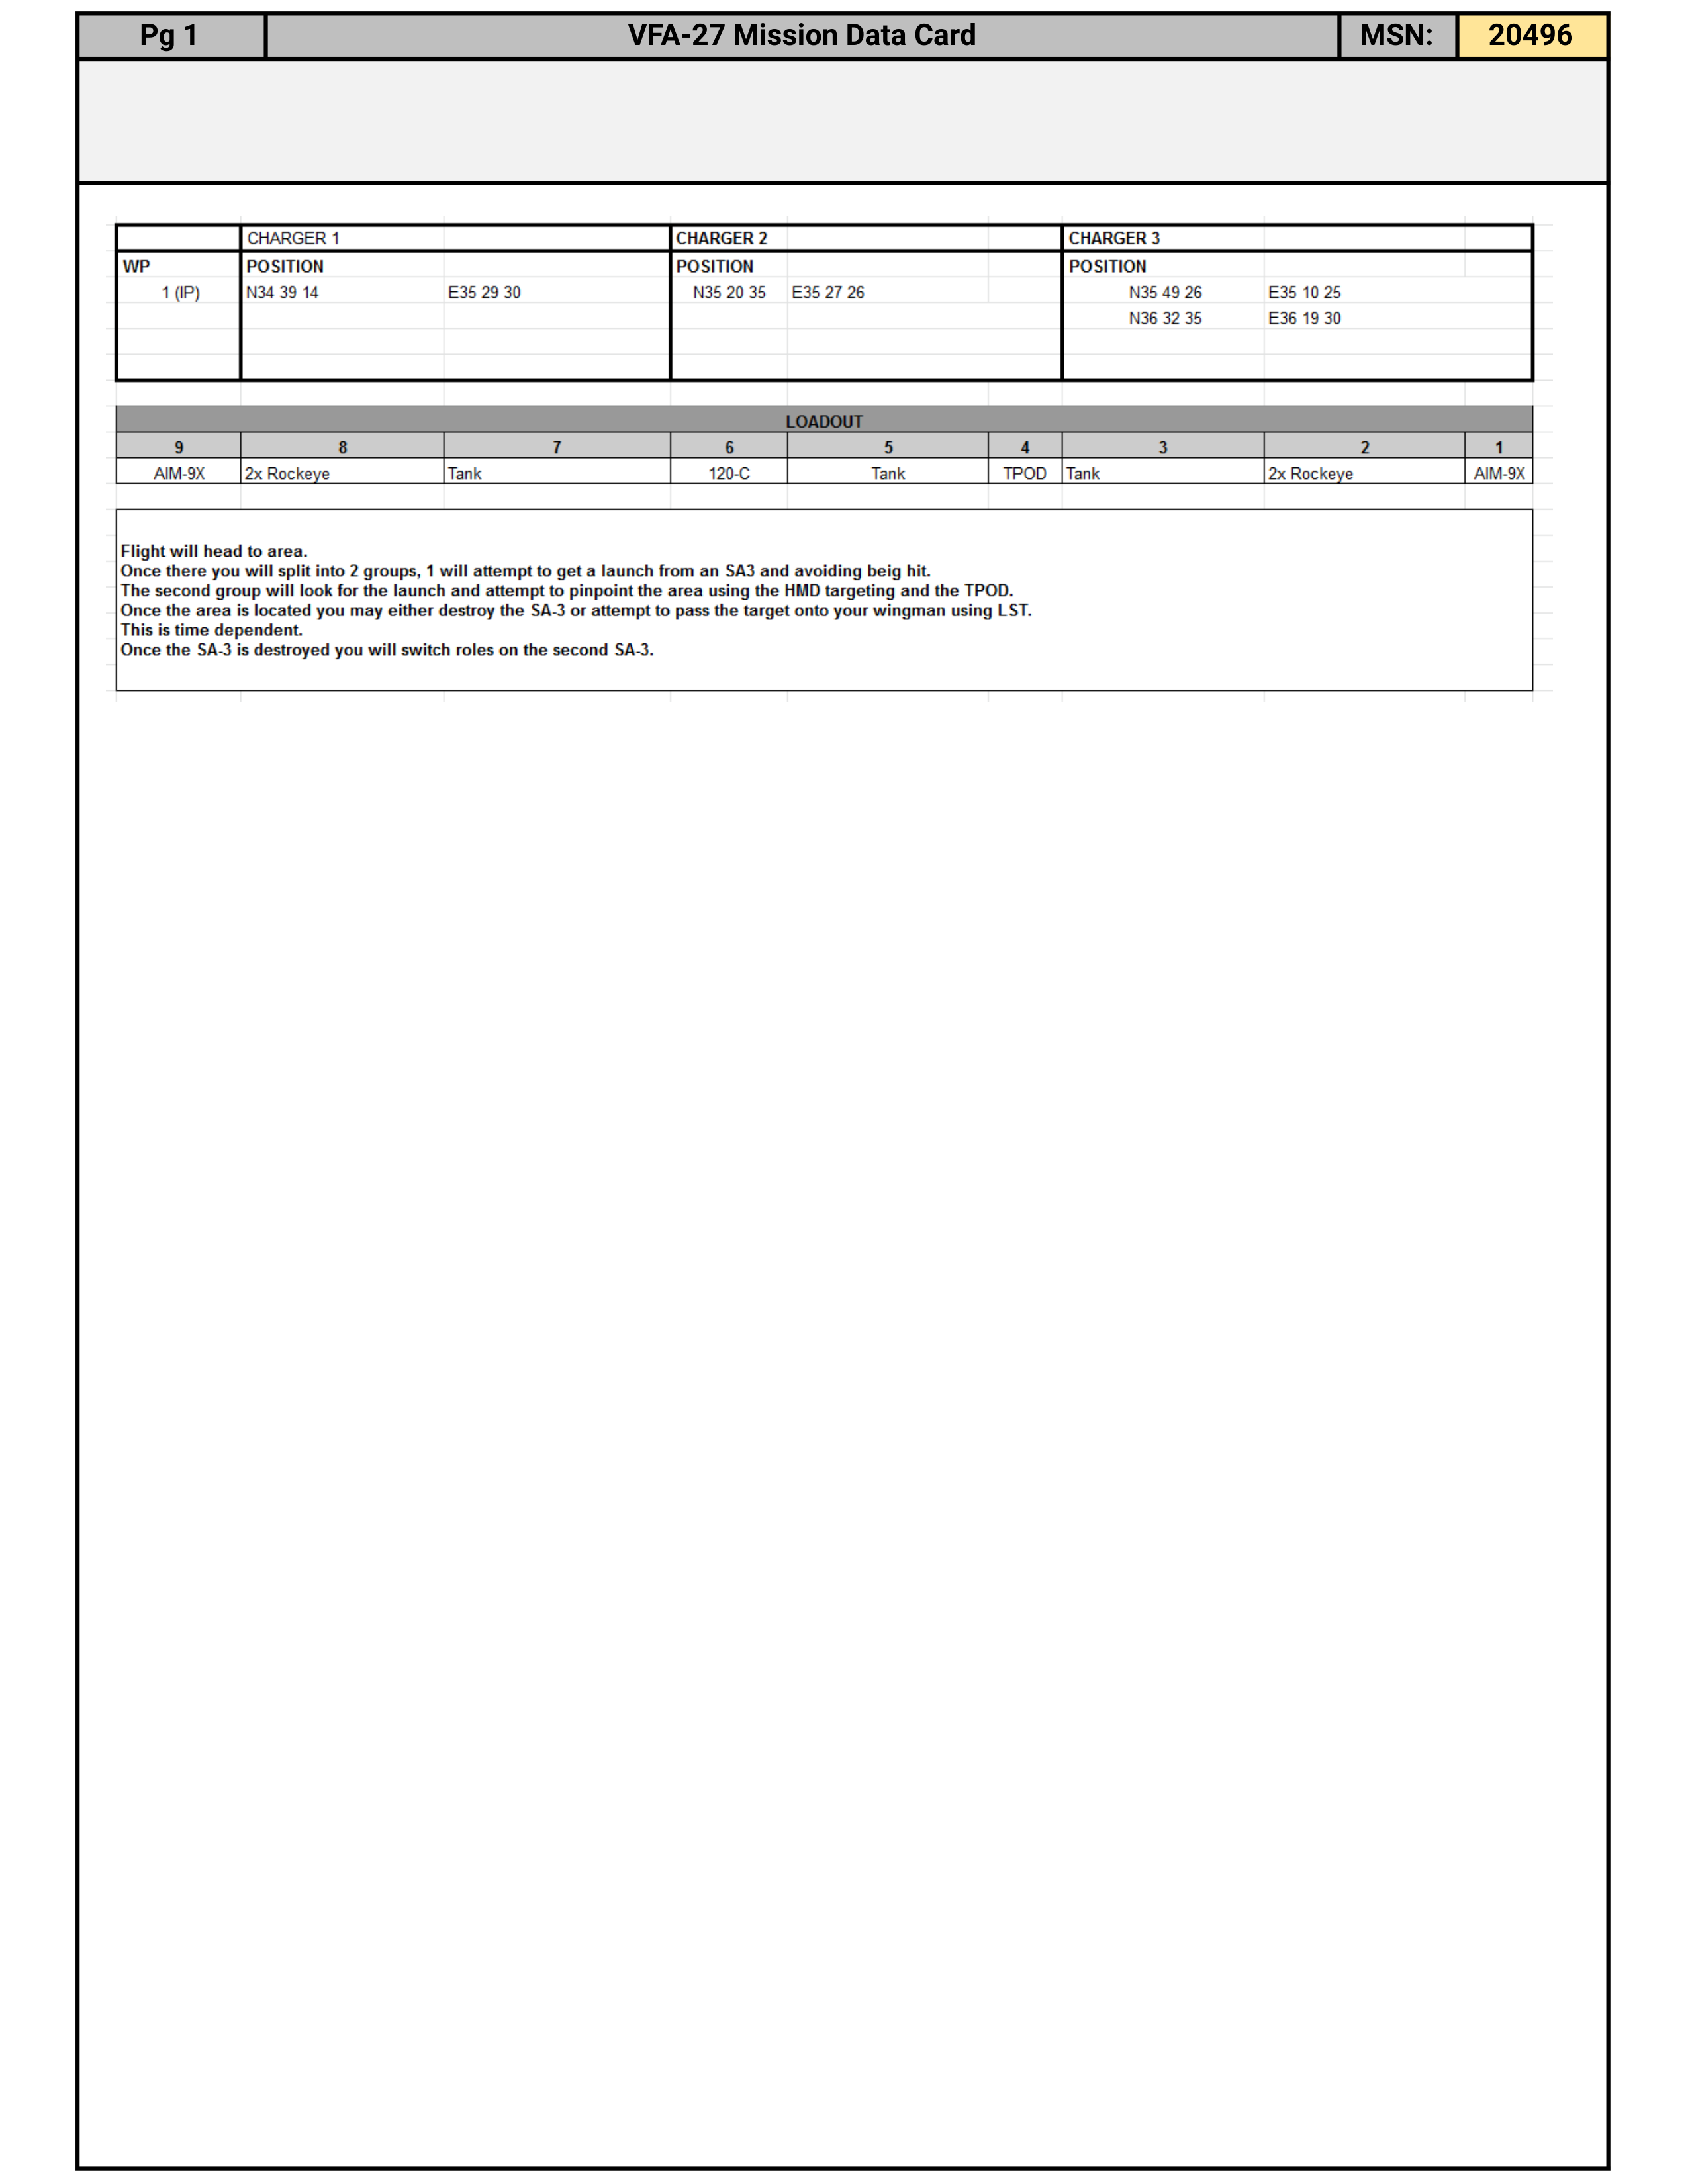 Pg 1 VFA-27 Mission Data Card MSN: 20496
CHARGER 1 CHARGER 2 CHARGER 3
WP POSITION POSITION POSITION
1 (IP) N34 39 14 E35 29 30 N35 20 35 E35 27 26 N35 49 26 E35 10 25
N36 32 35 E36 19 30
LOADOUT
9 8 7 6 5 4 3 2 1
AIM-9X 2x Rockeye Tank 120-C Tank TPOD Tank 2x Rockeye AIM-9X
Flight will head to area.
Once there you will split into 2 groups, 1 will attempt to get a launch from an SA3 and avoiding beig hit.
The second group will look for the launch and attempt to pinpoint the area using the HMD targeting and the TPOD.
Once the area is located you may either destroy the SA-3 or attempt to pass the target onto your wingman using LST.
This is time dependent.
Once the SA-3 is destroyed you will switch roles on the second SA-3.